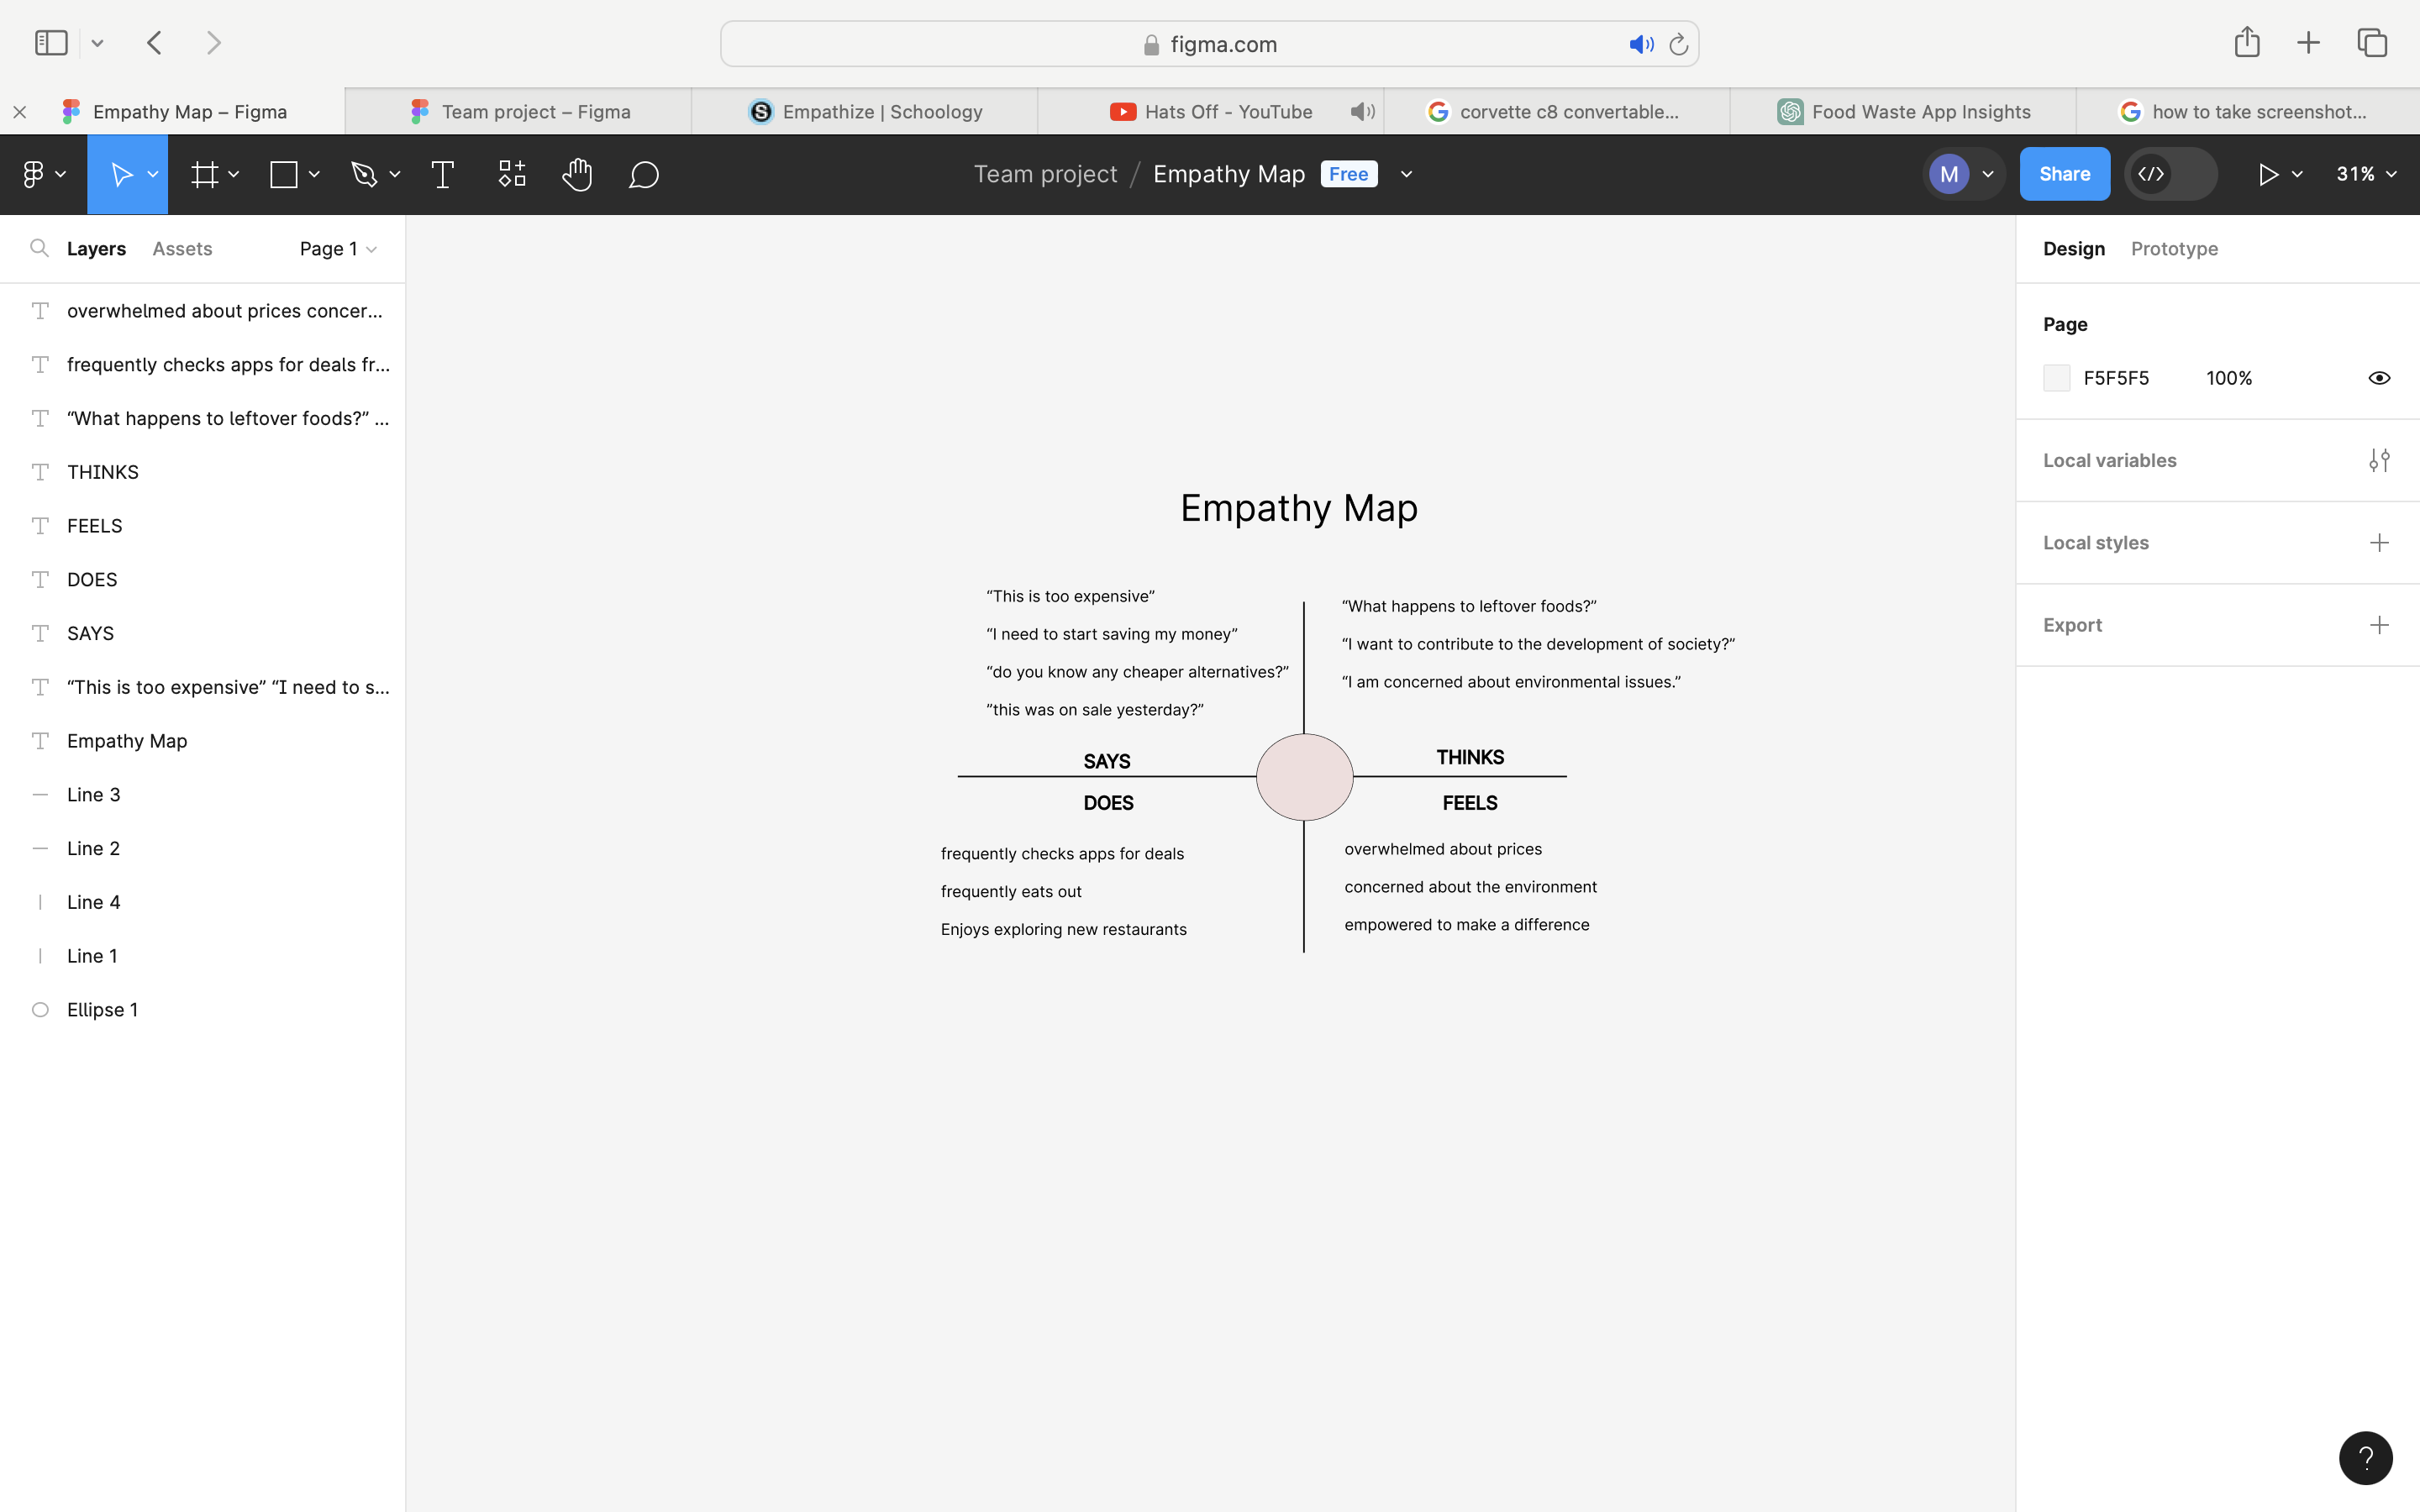 figma.com
Empathy Map – Figma
Team project – Figma
Empathize | Schoology
Hats Off - YouTube
corvette c8 convertable...
Food Waste App Insights
how to take screenshot...
Team project / Empathy Map Free
M
Share
31%
Layers Assets Page 1
overwhelmed about prices concer...
frequently checks apps for deals fr...
“What happens to leftover foods?” ...
THINKS
FEELS
DOES
SAYS
“This is too expensive” “I need to s...
Empathy Map
Line 3
Line 2
Line 4
Line 1
Ellipse 1
Empathy Map
“This is too expensive”
“I need to start saving my money”
“do you know any cheaper alternatives?”
”this was on sale yesterday?”
SAYS
“What happens to leftover foods?”
“I want to contribute to the development of society?”
“I am concerned about environmental issues.”
THINKS
DOES
frequently checks apps for deals
frequently eats out
Enjoys exploring new restaurants
FEELS
overwhelmed about prices
concerned about the environment
empowered to make a difference
Design Prototype
Page
F5F5F5 100%
Local variables
Local styles
Export
?